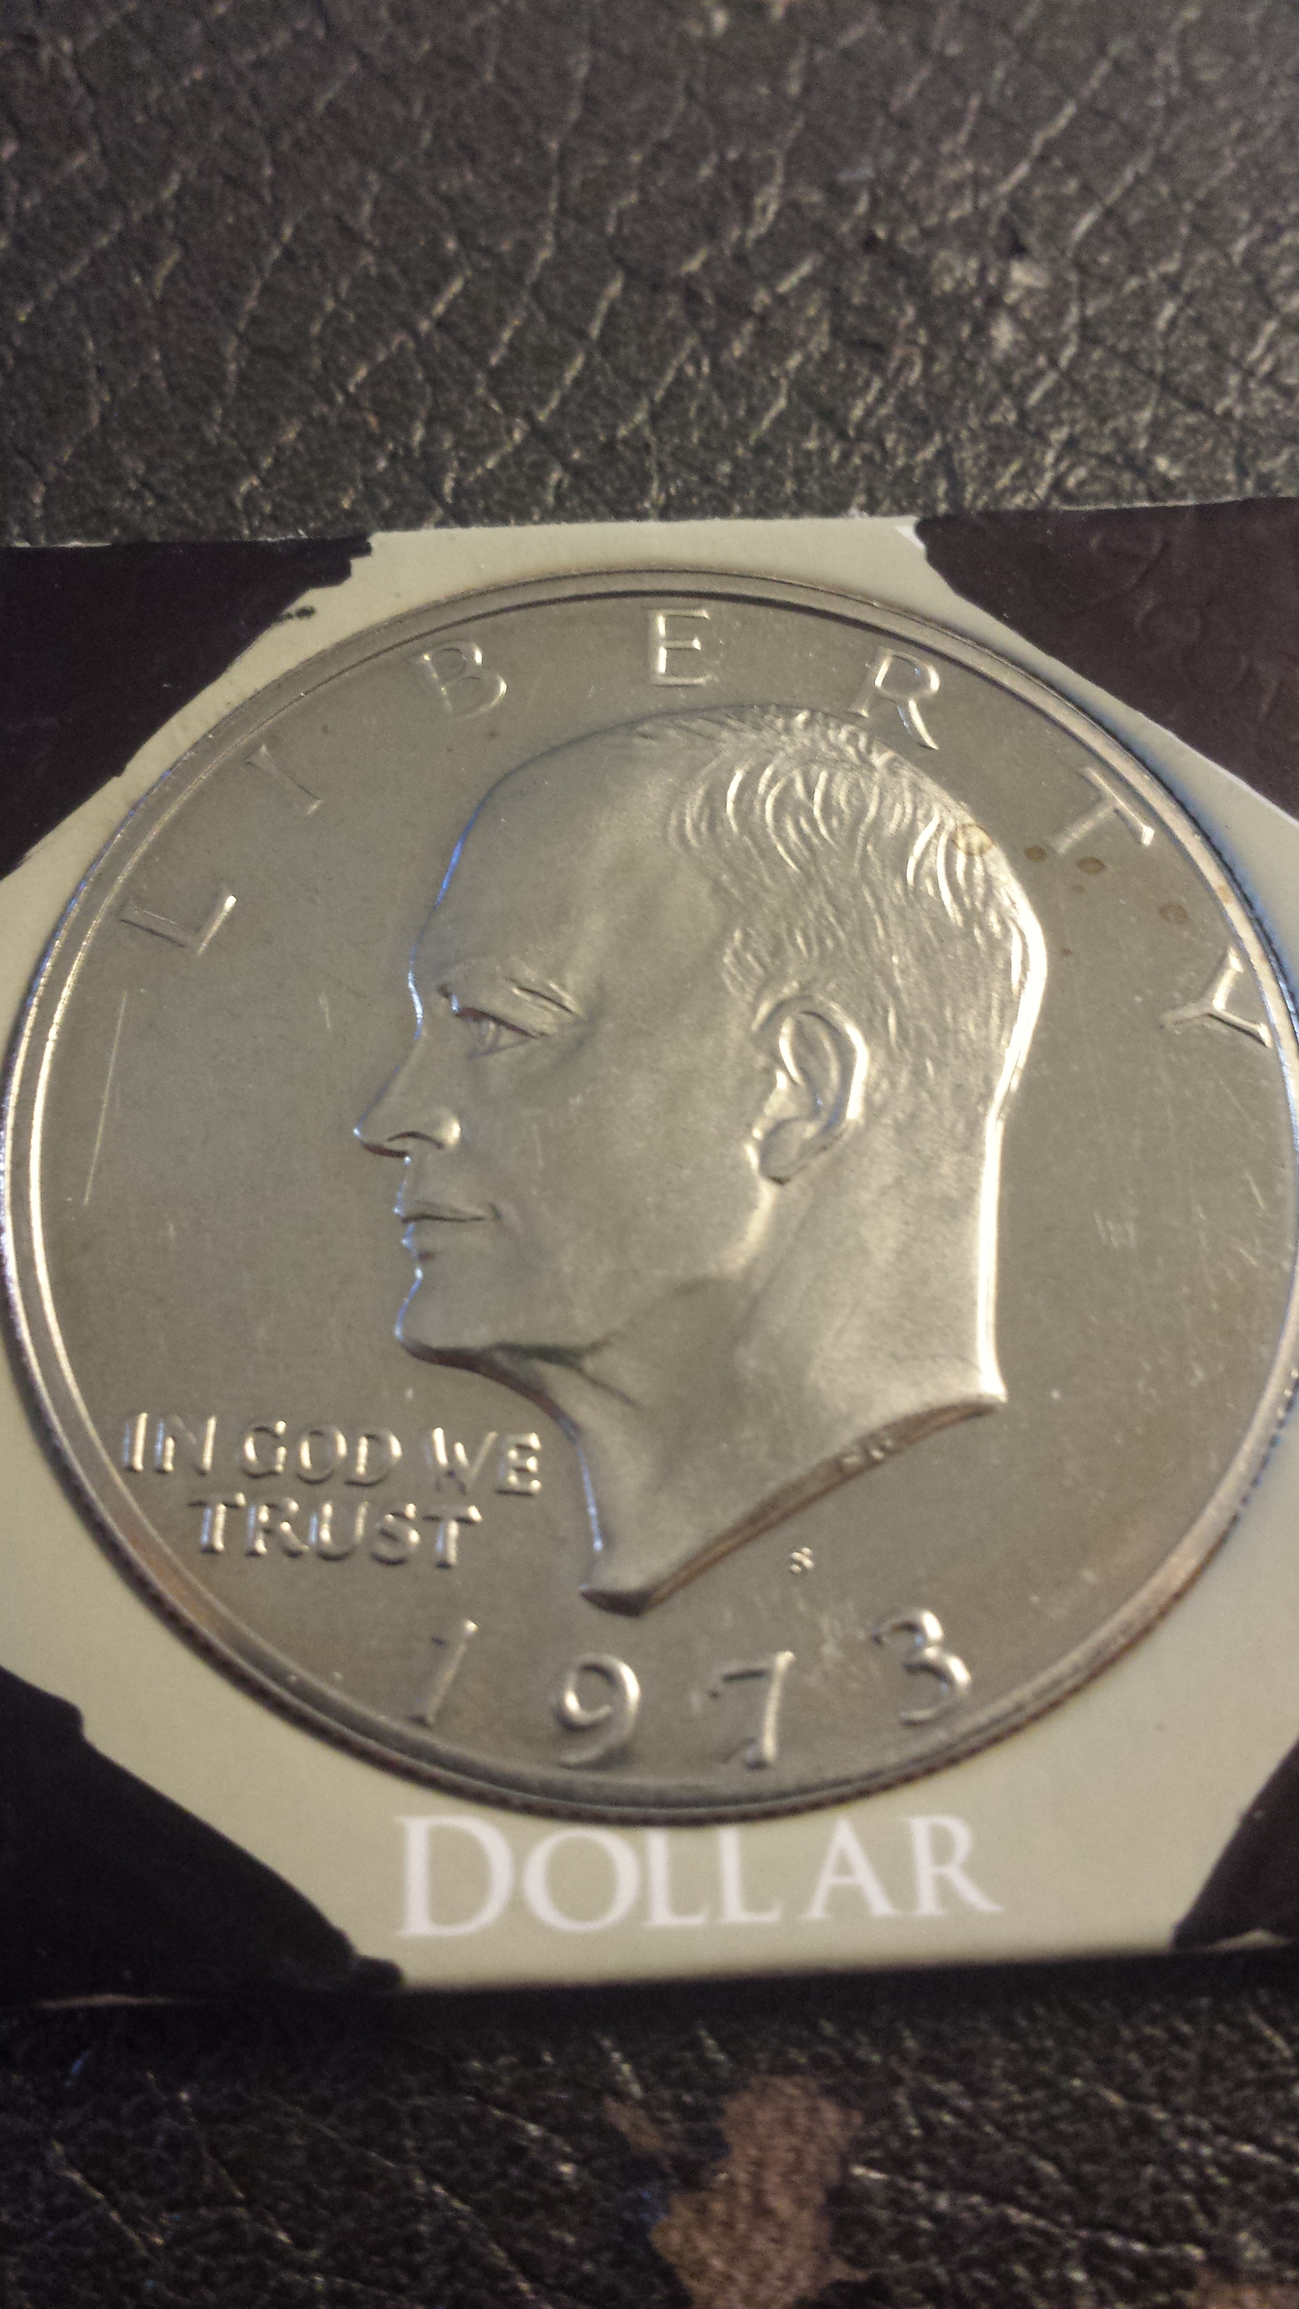 LIBERTY
IN GOD WE
TRUST
S
1973
DOLLAR